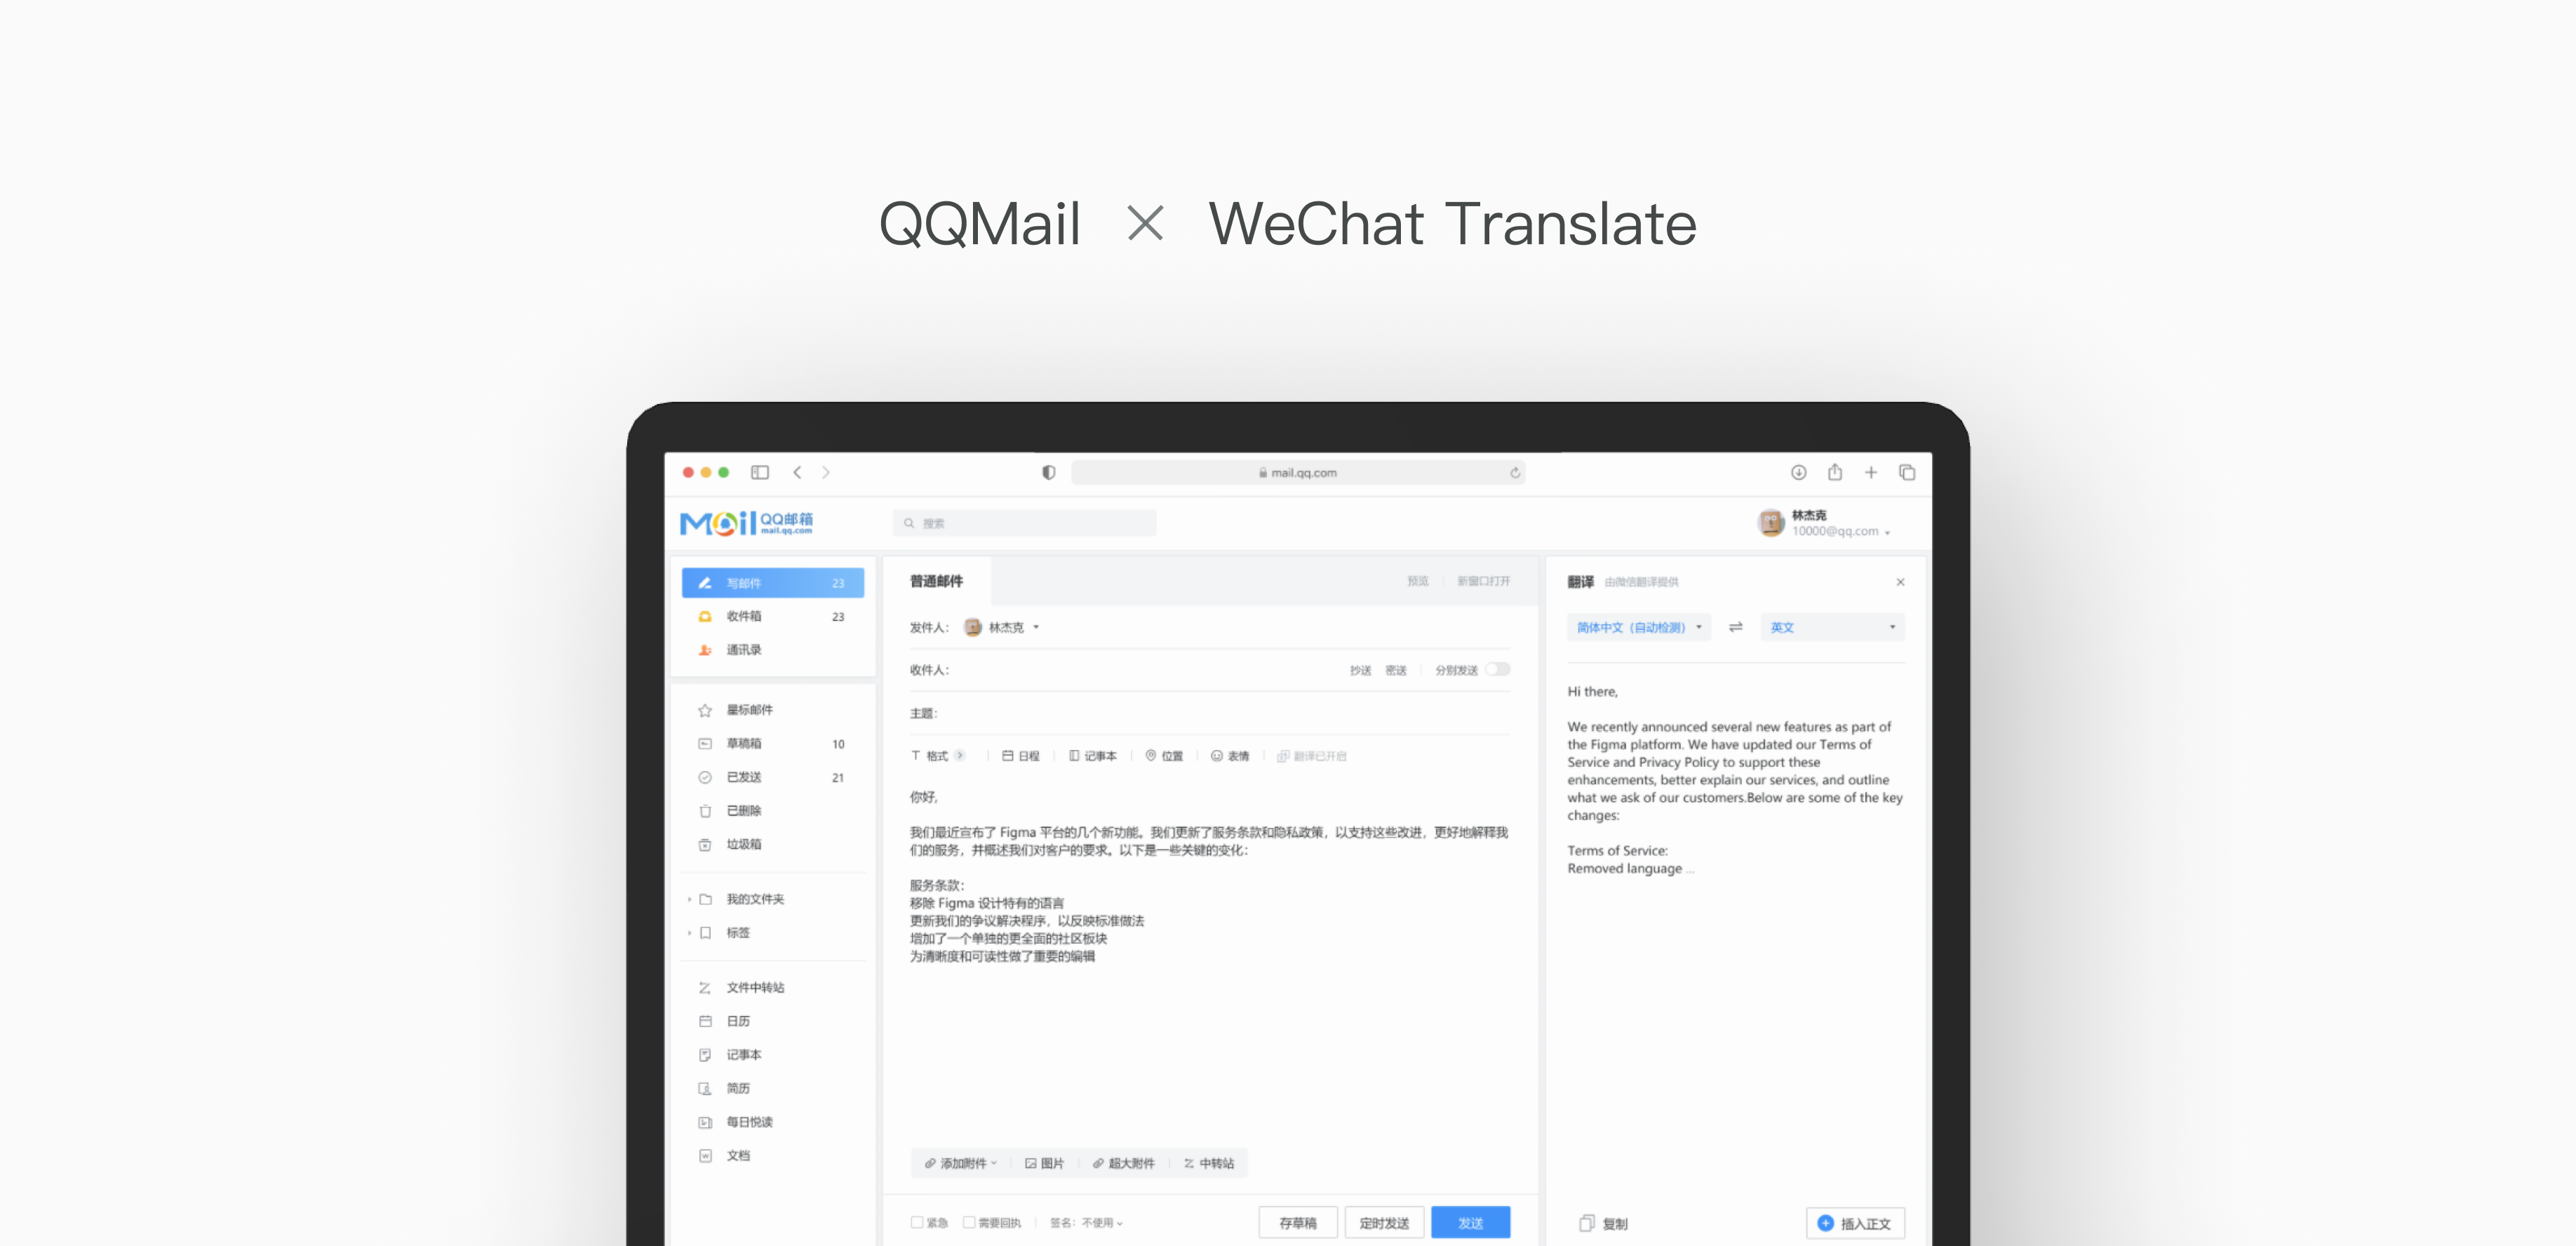 QQMail × WeChat Translate
mail.qq.com
Mail QQ邮箱
mail.qq.com
搜索
林杰克
10000@qq.com
写邮件 23
收件箱 23
通讯录
星标邮件
草稿箱 10
已发送 21
已删除
垃圾箱
我的文件夹
标签
文件中转站
日历
记事本
简历
每日悦读
文档
普通邮件 预览 新窗口打开
发件人: 林杰克
收件人: 抄送 密送 分别发送
主题:
格式 日程 记事本 位置 表情 翻译已开启
你好,
我们最近宣布了 Figma 平台的几个新功能。我们更新了服务条款和隐私政策，以支持这些改进，更好地解释我
们的服务，并概述我们对客户的要求。以下是一些关键的变化：
服务条款：
移除 Figma 设计特有的语言
更新我们的争议解决程序，以反映标准做法
增加了一个单独的更全面的社区板块
为清晰度和可读性做了重要的编辑
添加附件 图片 超大附件 中转站
紧急 需要回执 签名: 不使用 存草稿 定时发送 发送
翻译 由微信翻译提供
简体中文（自动检测） 英文
Hi there,
We recently announced several new features as part of
the Figma platform. We have updated our Terms of
Service and Privacy Policy to support these
enhancements, better explain our services, and outline
what we ask of our customers.Below are some of the key
changes:
Terms of Service:
Removed language ...
复制 插入正文